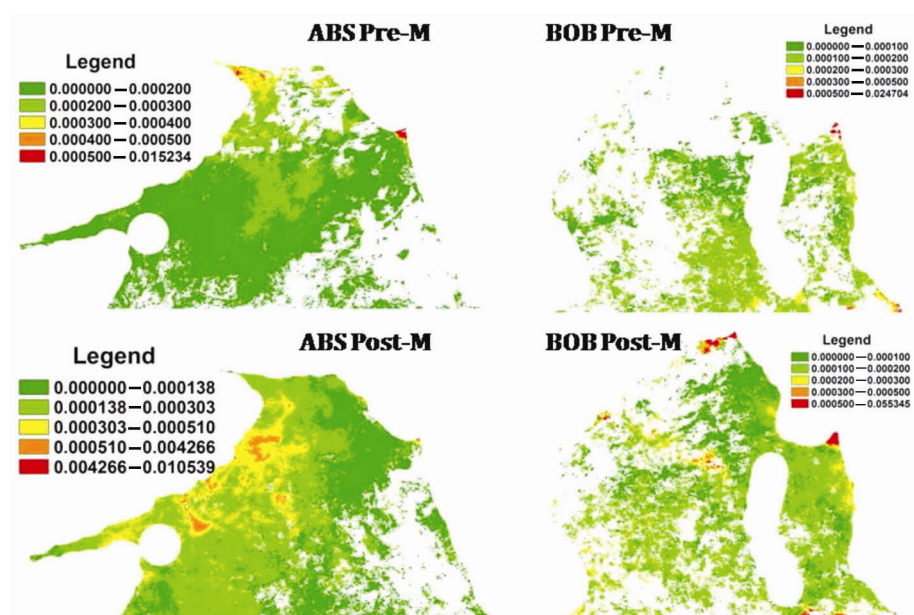 ABS Pre-M
Legend
0.000000—0.000200
0.000200—0.000300
0.000300—0.000400
0.000400—0.000500
0.000500—0.015234
BOB Pre-M
Legend
0.000000—0.000100
0.000100—0.000200
0.000200—0.000300
0.000300—0.000500
0.000500—0.024704
ABS Post-M
Legend
0.000000—0.000138
0.000138—0.000303
0.000303—0.000510
0.000510—0.004266
0.004266—0.010539
BOB Post-M
Legend
0.000000—0.000100
0.000100—0.000200
0.000200—0.000300
0.000300—0.000500
0.000500—0.055345